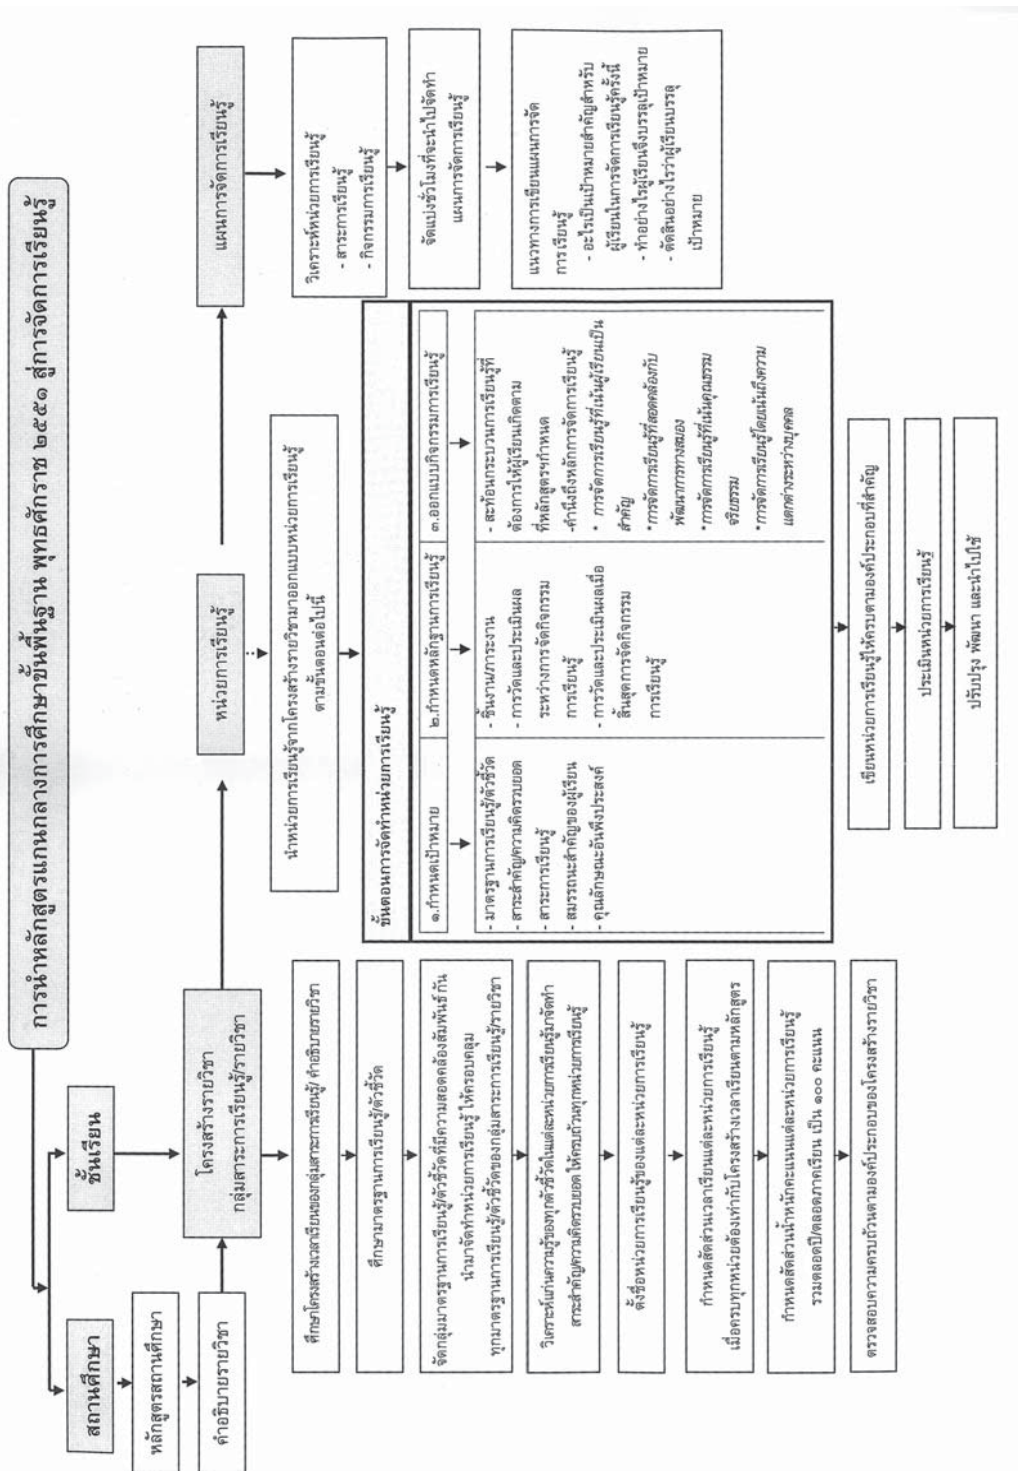 การนำหลักสูตรแกนกลางการศึกษาขั้นพื้นฐาน พุทธศักราช ๒๕๕๑ สู่การจัดการเรียนรู้
สถานศึกษา
หลักสูตรสถานศึกษา
คำอธิบายรายวิชา
ชั้นเรียน
โครงสร้างรายวิชา
กลุ่มสาระการเรียนรู้/รายวิชา
ศึกษาโครงสร้างเวลาเรียนของกลุ่มสาระการเรียนรู้/ คำอธิบายรายวิชา
ศึกษามาตรฐานการเรียนรู้/ตัวชี้วัด
จัดกลุ่มมาตรฐานการเรียนรู้/ตัวชี้วัดที่มีความสอดคล้องสัมพันธ์กัน
นำมาจัดทำหน่วยการเรียนรู้ ให้ครอบคลุม
ทุกมาตรฐานการเรียนรู้/ตัวชี้วัดของกลุ่มสาระการเรียนรู้/รายวิชา
วิเคราะห์แก่นความรู้ของทุกตัวชี้วัดในแต่ละหน่วยการเรียนรู้มาจัดทำ
สาระสำคัญ/ความคิดรวบยอด ให้ครบถ้วนทุกหน่วยการเรียนรู้
ตั้งชื่อหน่วยการเรียนรู้ของแต่ละหน่วยการเรียนรู้
กำหนดสัดส่วนเวลาเรียนแต่ละหน่วยการเรียนรู้
เมื่อครบทุกหน่วยต้องเท่ากับโครงสร้างเวลาเรียนตามหลักสูตร
กำหนดสัดส่วนน้ำหนักคะแนนแต่ละหน่วยการเรียนรู้
รวมตลอดปี/ตลอดภาคเรียน เป็น ๑๐๐ คะแนน
ตรวจสอบความครบถ้วนตามองค์ประกอบของโครงสร้างรายวิชา
หน่วยการเรียนรู้
นำหน่วยการเรียนรู้จากโครงสร้างรายวิชามาออกแบบหน่วยการเรียนรู้
ตามขั้นตอนต่อไปนี้
ขั้นตอนการจัดทำหน่วยการเรียนรู้
๑.กำหนดเป้าหมาย
- มาตรฐานการเรียนรู้/ตัวชี้วัด
- สาระสำคัญ/ความคิดรวบยอด
- สาระการเรียนรู้
- สมรรถนะสำคัญของผู้เรียน
- คุณลักษณะอันพึงประสงค์
๒.กำหนดหลักฐานการเรียนรู้
- ชิ้นงาน/ภาระงาน
- การวัดและประเมินผล
ระหว่างการจัดกิจกรรม
การเรียนรู้
- การวัดและประเมินผลเมื่อ
สิ้นสุดการจัดกิจกรรม
การเรียนรู้
๓.ออกแบบกิจกรรมการเรียนรู้
- สะท้อนกระบวนการเรียนรู้ที่
ต้องการให้ผู้เรียนเกิดตาม
ที่หลักสูตรฯกำหนด
-คำนึงถึงหลักการจัดการเรียนรู้
* การจัดการเรียนรู้ที่เน้นผู้เรียนเป็น
สำคัญ
*การจัดการเรียนรู้ที่สอดคล้องกับ
พัฒนาการทางสมอง
*การจัดการเรียนรู้ที่เน้นคุณธรรม
จริยธรรม
*การจัดการเรียนรู้โดยเน้นถึงความ
แตกต่างระหว่างบุคคล
เขียนหน่วยการเรียนรู้ให้ครบตามองค์ประกอบที่สำคัญ
ประเมินหน่วยการเรียนรู้
ปรับปรุง พัฒนา และนำไปใช้
แผนการจัดการเรียนรู้
วิเคราะห์หน่วยการเรียนรู้
- สาระการเรียนรู้
- กิจกรรมการเรียนรู้
จัดแบ่งชั่วโมงที่จะนำไปจัดทำ
แผนการจัดการเรียนรู้
แนวทางการเขียนแผนการจัด
การเรียนรู้
- อะไรเป็นเป้าหมายสำคัญสำหรับ
ผู้เรียนในการจัดการเรียนรู้ครั้งนี้
- ทำอย่างไรผู้เรียนจึงบรรลุเป้าหมาย
- ตัดสินอย่างไรว่าผู้เรียนบรรลุ
เป้าหมาย